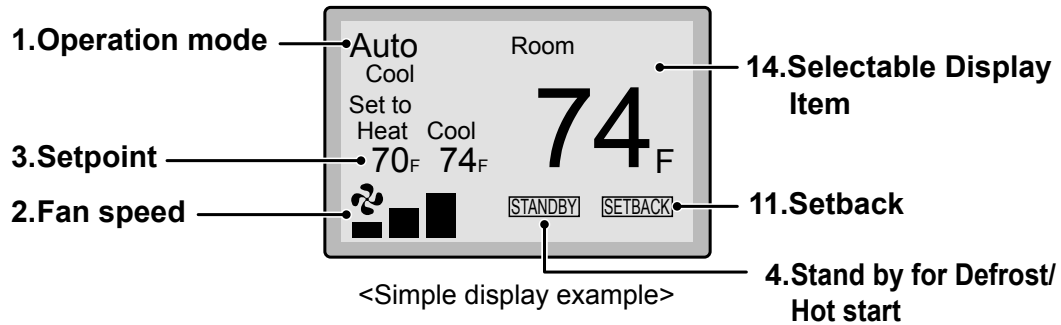 1.Operation mode
Auto
Cool
Room
14.Selectable Display
Item
Set to
Heat Cool
70F 74F
74F
3.Setpoint
2.Fan speed
STANDBY SETBACK
11.Setback
4.Stand by for Defrost/
Hot start
<Simple display example>